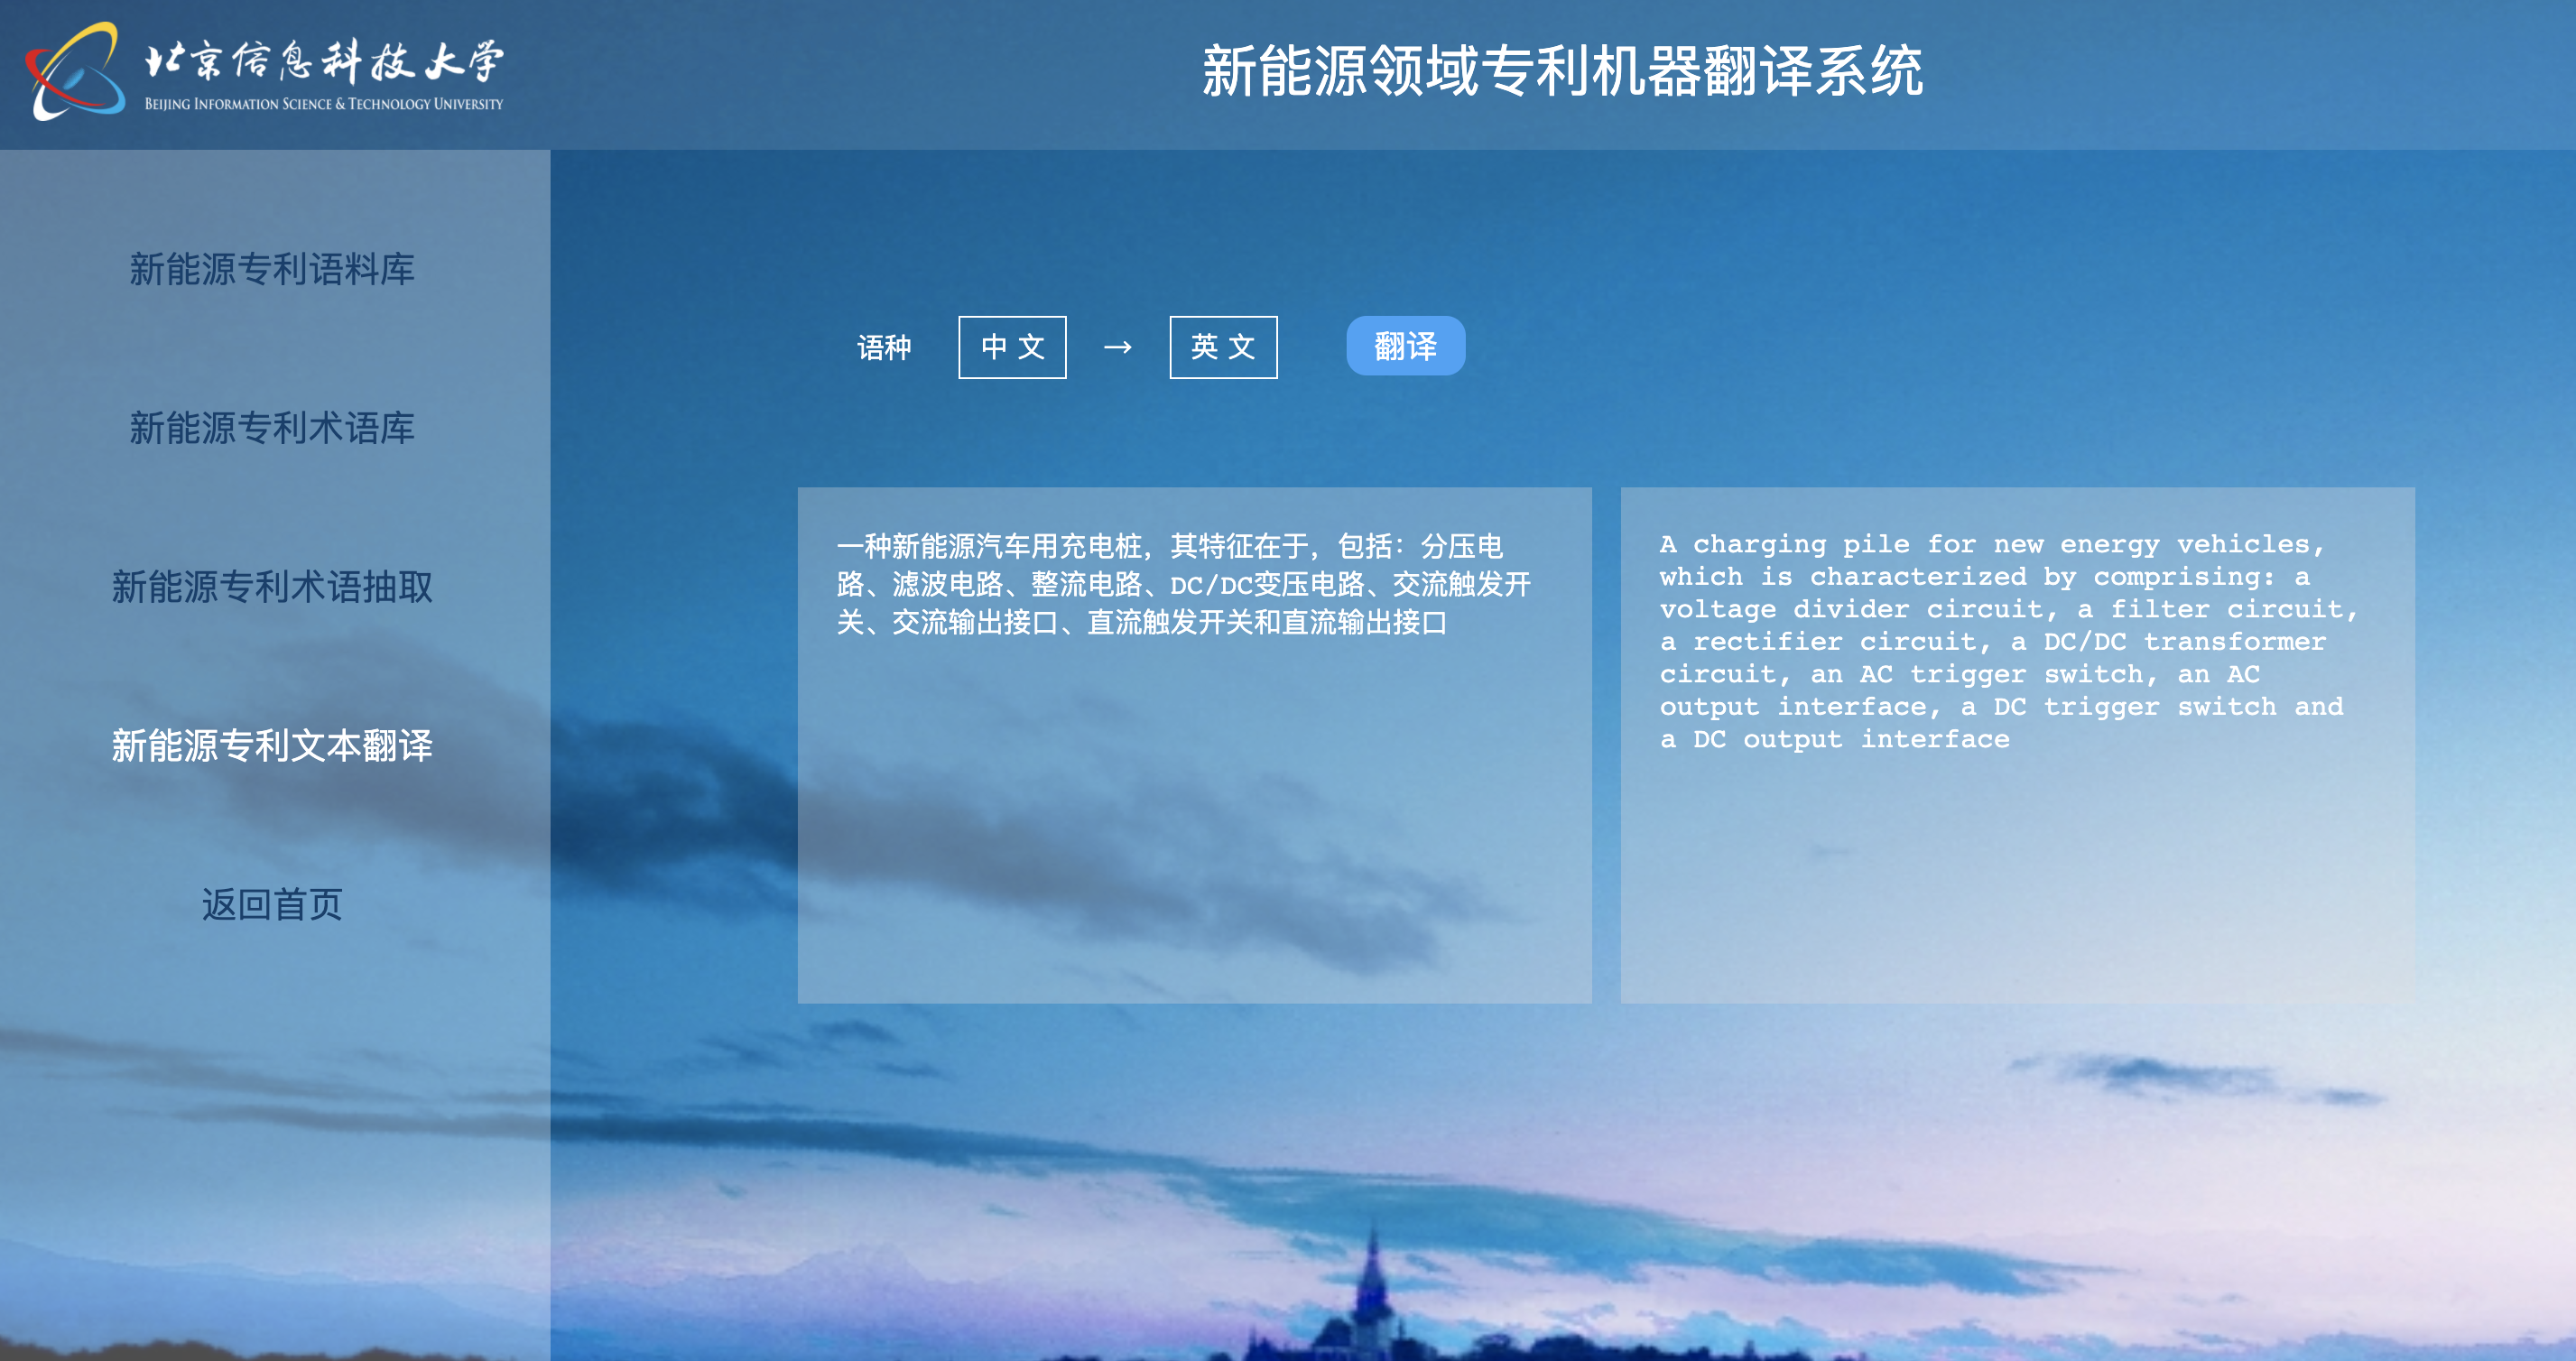 北京信息科技大学
BEIJING INFORMATION SCIENCE & TECHNOLOGY UNIVERSITY
新能源领域专利机器翻译系统
新能源专利语料库
新能源专利术语库
新能源专利术语抽取
新能源专利文本翻译
返回首页
语种 中 文 → 英 文 翻译
一种新能源汽车用充电桩，其特征在于，包括：分压电
路、滤波电路、整流电路、DC/DC变压电路、交流触发开
关、交流输出接口、直流触发开关和直流输出接口
A charging pile for new energy vehicles,
which is characterized by comprising: a
voltage divider circuit, a filter circuit,
a rectifier circuit, a DC/DC transformer
circuit, an AC trigger switch, an AC
output interface, a DC trigger switch and
a DC output interface